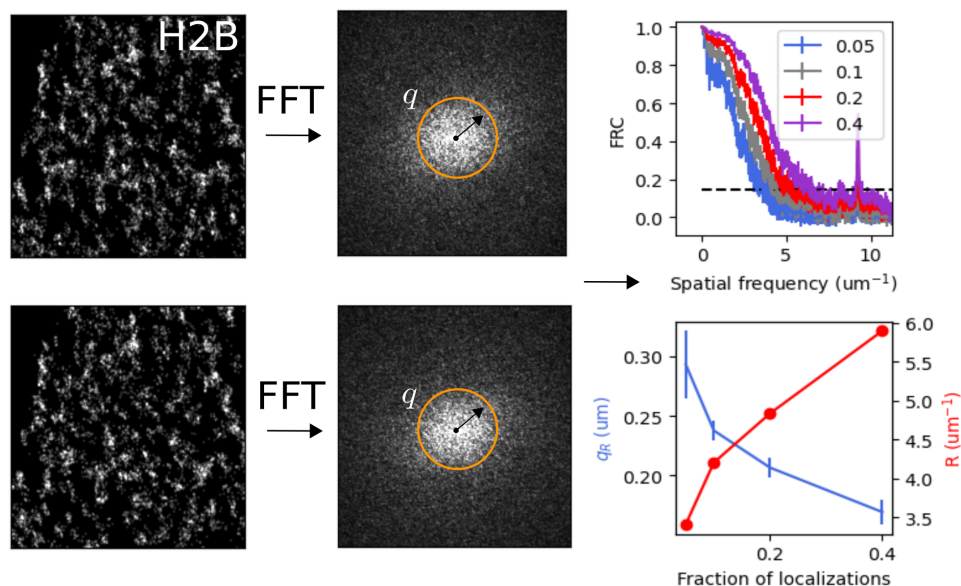 H2B
FFT
q
FFT
q
FRC
1.0
0.8
0.6
0.4
0.2
0.0
0.05
0.1
0.2
0.4
0 5 10
Spatial frequency (um⁻¹)
q_R (um)
0.30
0.25
0.20
6.0
5.5
5.0
4.5
4.0
3.5
R (um⁻¹)
0.2 0.4
Fraction of localizations